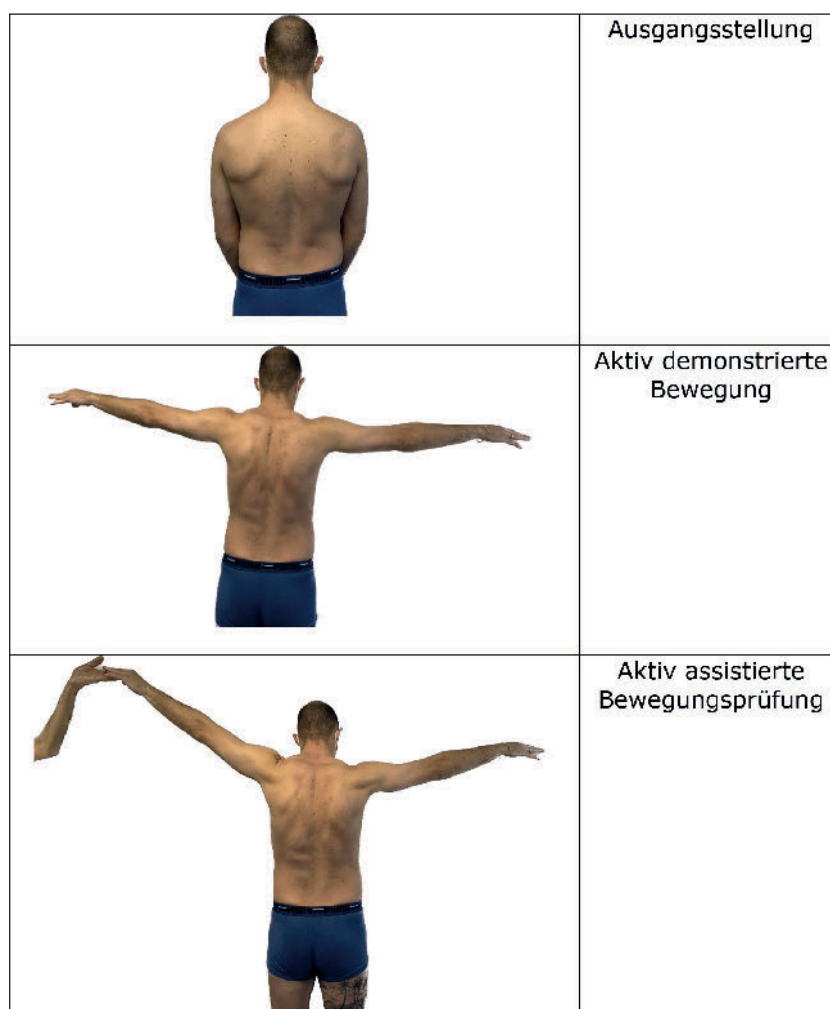 Ausgangsstellung
Aktiv demonstrierte
Bewegung
Aktiv assistierte
Bewegungsprüfung